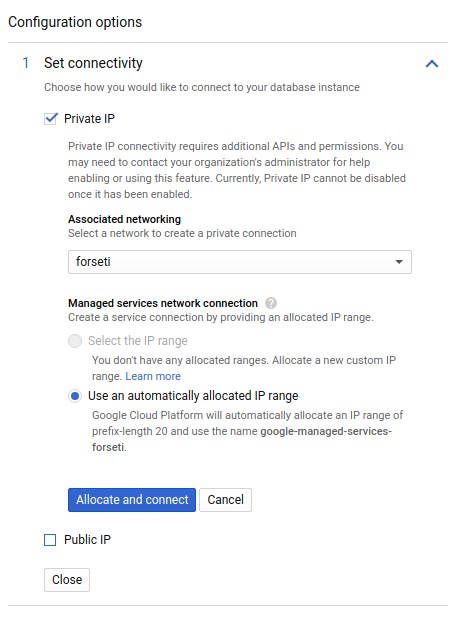 Configuration options
1 Set connectivity
Choose how you would like to connect to your database instance
Private IP
Private IP connectivity requires additional APIs and permissions. You
may need to contact your organization's administrator for help
enabling or using this feature. Currently, Private IP cannot be disabled
once it has been enabled.
Associated networking
Select a network to create a private connection
forseti
Managed services network connection ?
Create a service connection by providing an allocated IP range.
Select the IP range
You don't have any allocated ranges. Allocate a new custom IP
range. Learn more
Use an automatically allocated IP range
Google Cloud Platform will automatically allocate an IP range of
prefix-length 20 and use the name google-managed-services-
forseti.
Allocate and connect Cancel
Public IP
Close